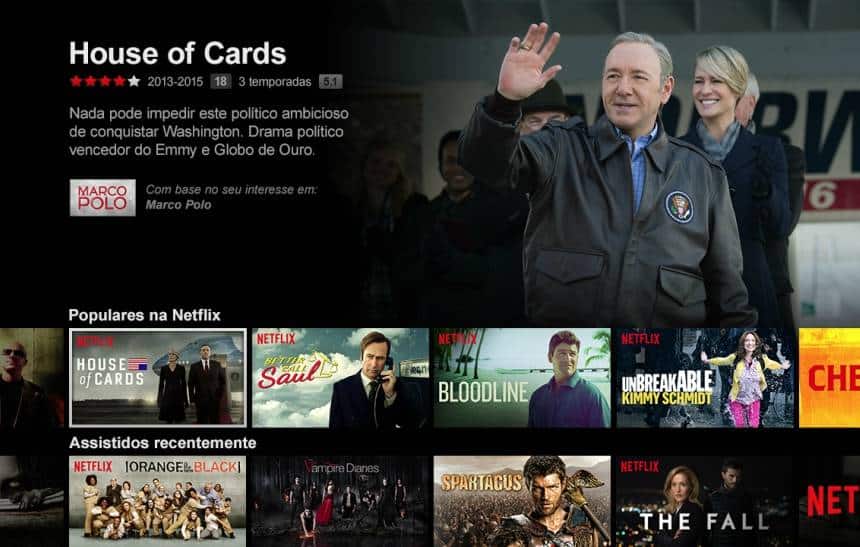 House of Cards
2013-2015 18 3 temporadas 5.1
Nada pode impedir este político ambicioso
de conquistar Washington. Drama político
vencedor do Emmy e Globo de Ouro.
MARCO
POLO
Com base no seu interesse em:
Marco Polo
Populares na Netflix
NETFLIX
HOUSE
of CARDS
NETFLIX
BETTER
CALL
Saul
NETFLIX
BLOODLINE
NETFLIX
UNBREAKABLE
KIMMY SCHMIDT
CHE
Assistidos recentemente
NETFLIX
ORANGE IS THE NEW BLACK
Vampire Diaries
SPARTACUS
NETFLIX
THE FALL
NET